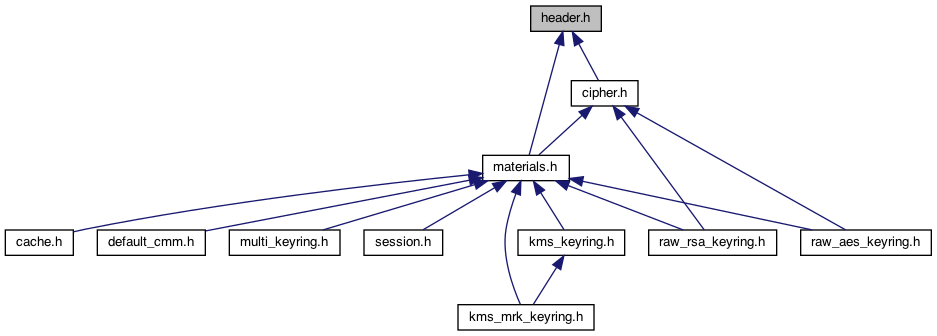 header.h
cipher.h
materials.h
cache.h
default_cmm.h
multi_keyring.h
session.h
kms_keyring.h
raw_rsa_keyring.h
raw_aes_keyring.h
kms_mrk_keyring.h